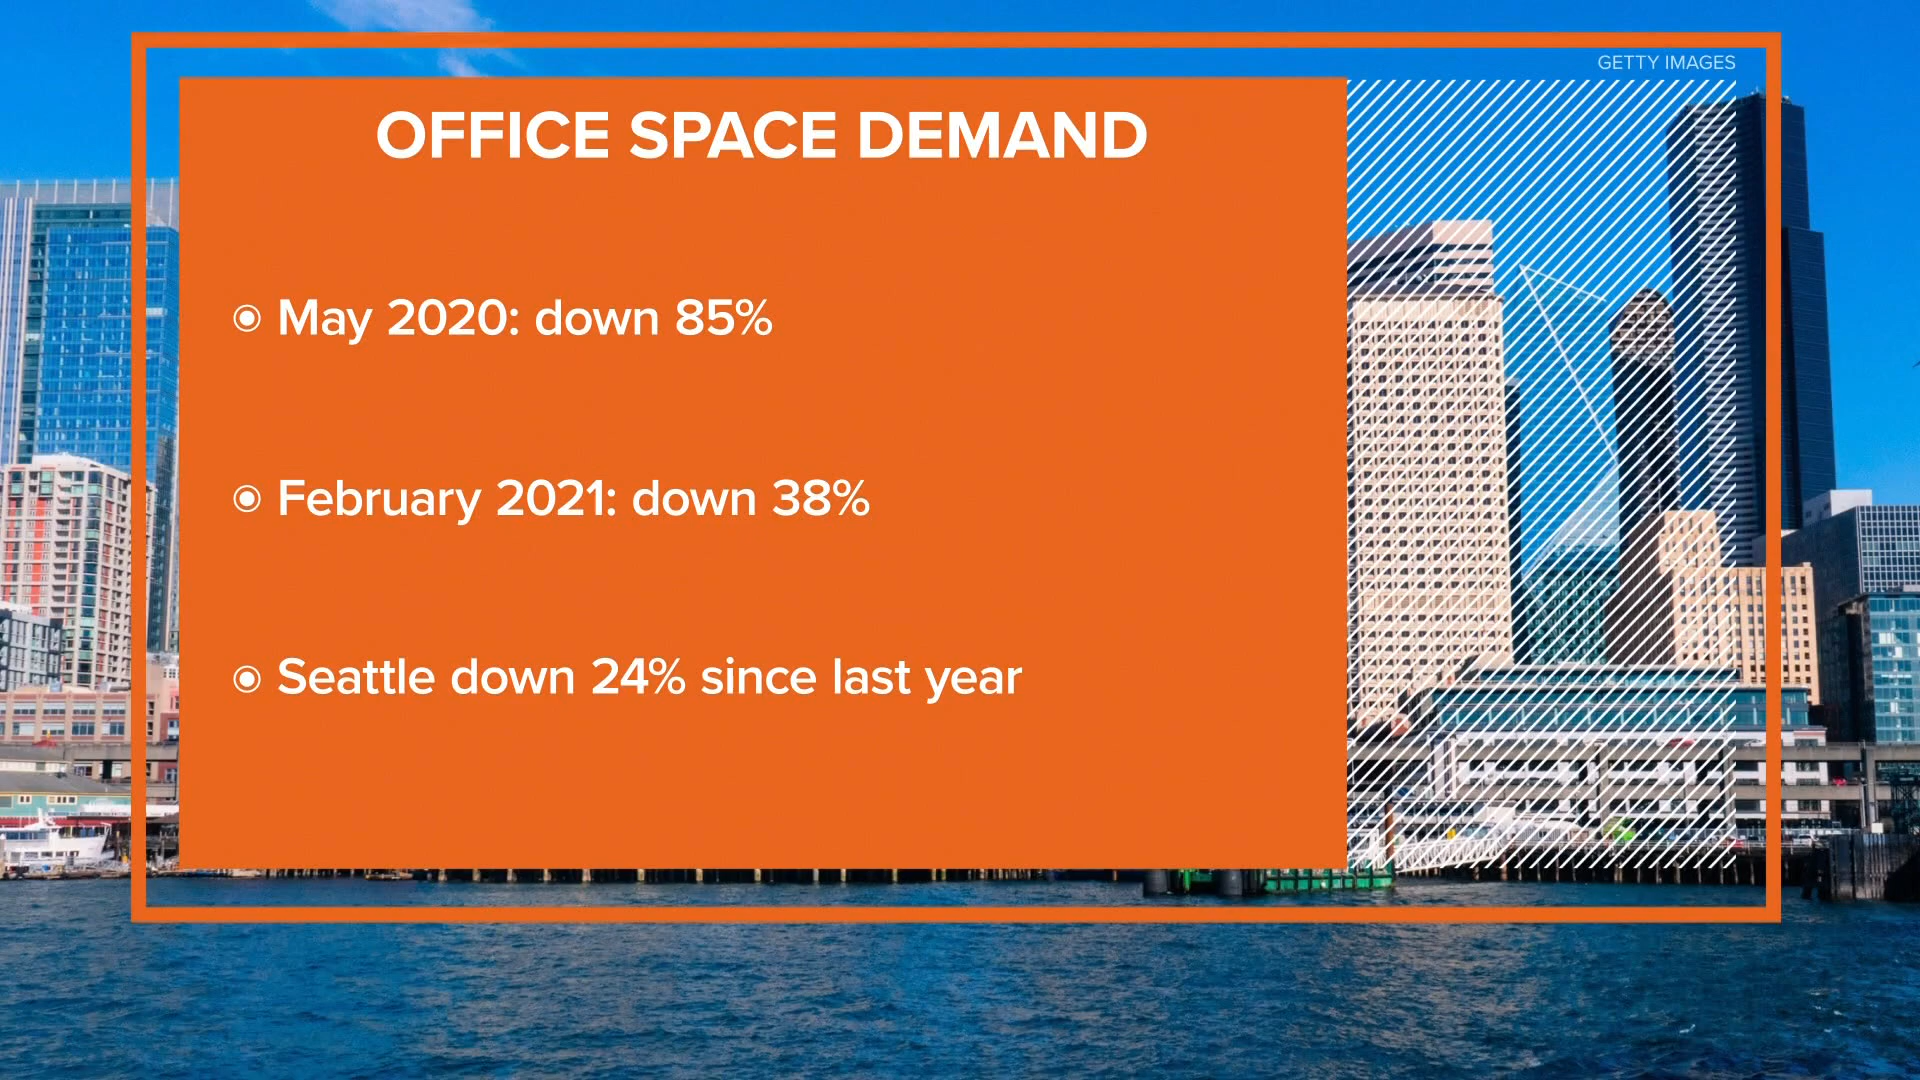 GETTY IMAGES
OFFICE SPACE DEMAND
May 2020: down 85%
February 2021: down 38%
Seattle down 24% since last year